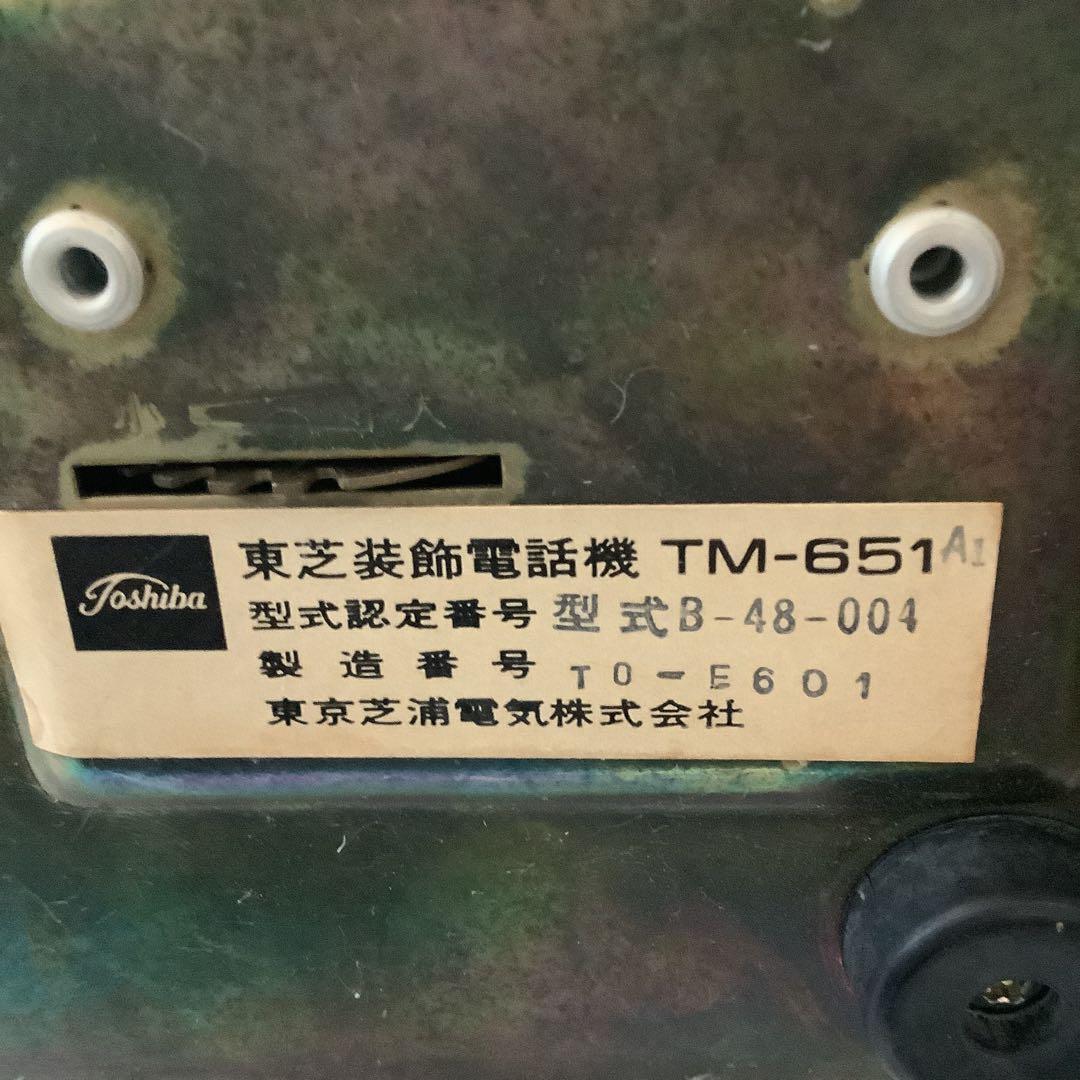 Toshiba
東芝装飾電話機 TM-651A1
型式認定番号 型式B-48-004
製造番号 TO-E601
東京芝浦電気株式会社